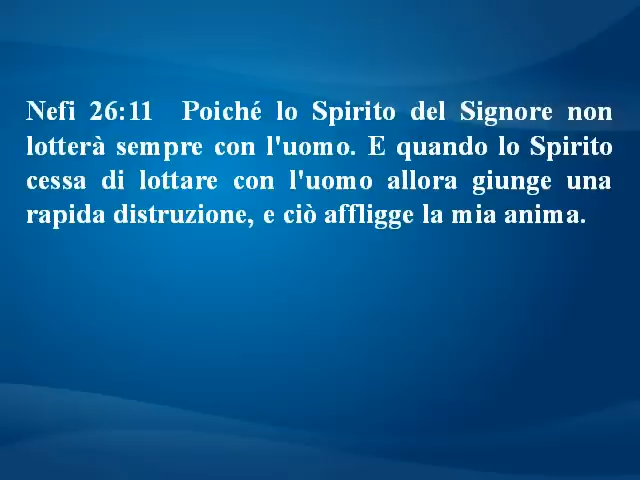 Nefi 26:11 Poiché lo Spirito del Signore non
lotterà sempre con l'uomo. E quando lo Spirito
cessa di lottare con l'uomo allora giunge una
rapida distruzione, e ciò affligge la mia anima.